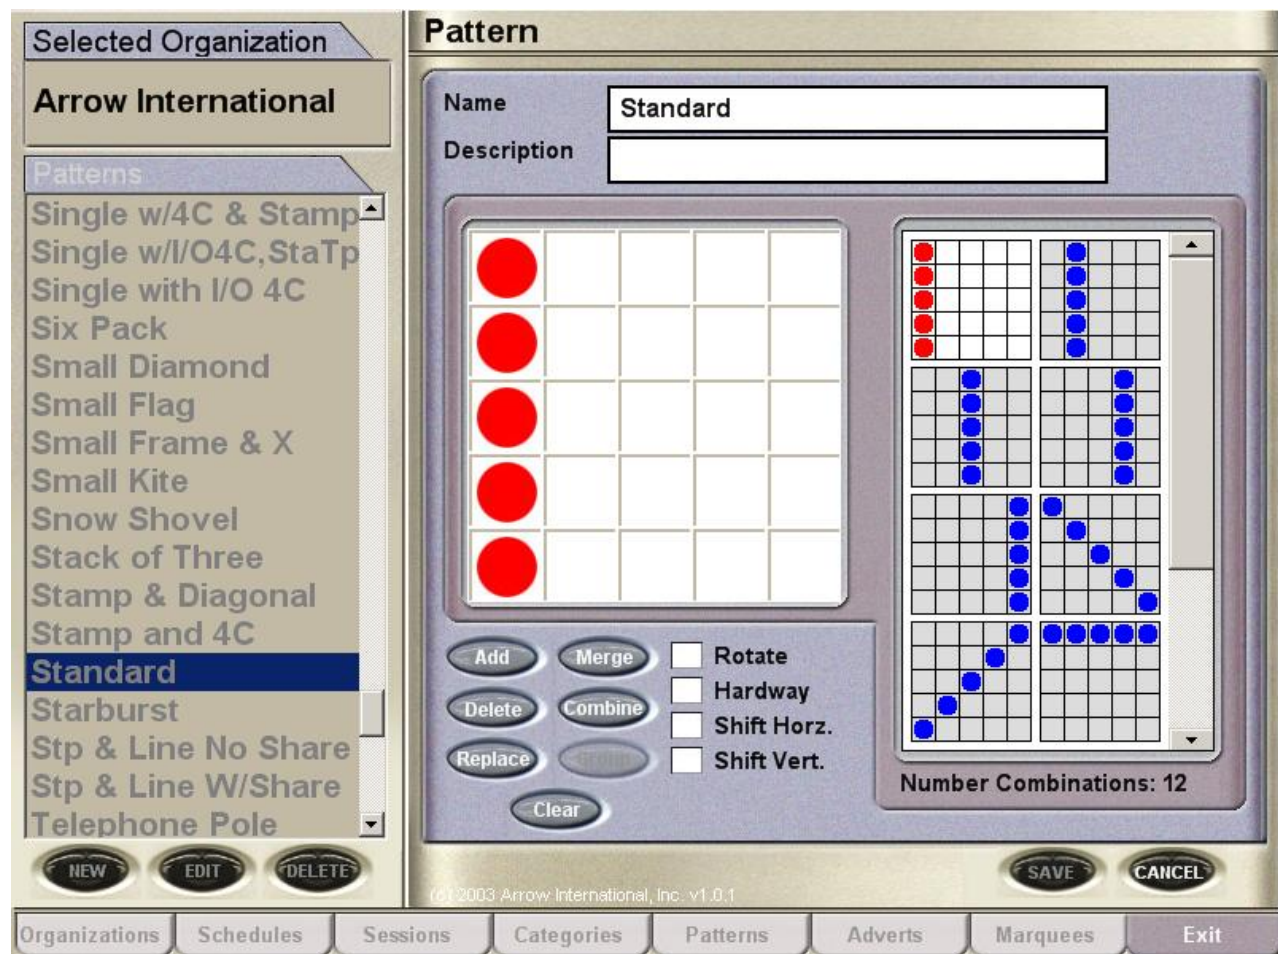 Selected Organization
Arrow International
Patterns
Single w/4C & Stamp
Single w/I/O4C,StaTp
Single with I/O 4C
Six Pack
Small Diamond
Small Flag
Small Frame & X
Small Kite
Snow Shovel
Stack of Three
Stamp & Diagonal
Stamp and 4C
Standard
Starburst
Stp & Line No Share
Stp & Line W/Share
Telephone Pole
NEW EDIT DELETE
Pattern
Name Standard
Description
Add Merge
Delete Combine
Replace Group
Clear
Rotate
Hardway
Shift Horz.
Shift Vert.
Number Combinations: 12
SAVE CANCEL
(c) 2003 Arrow International, Inc. v1.0.1
Organizations Schedules Sessions Categories Patterns Adverts Marquees Exit